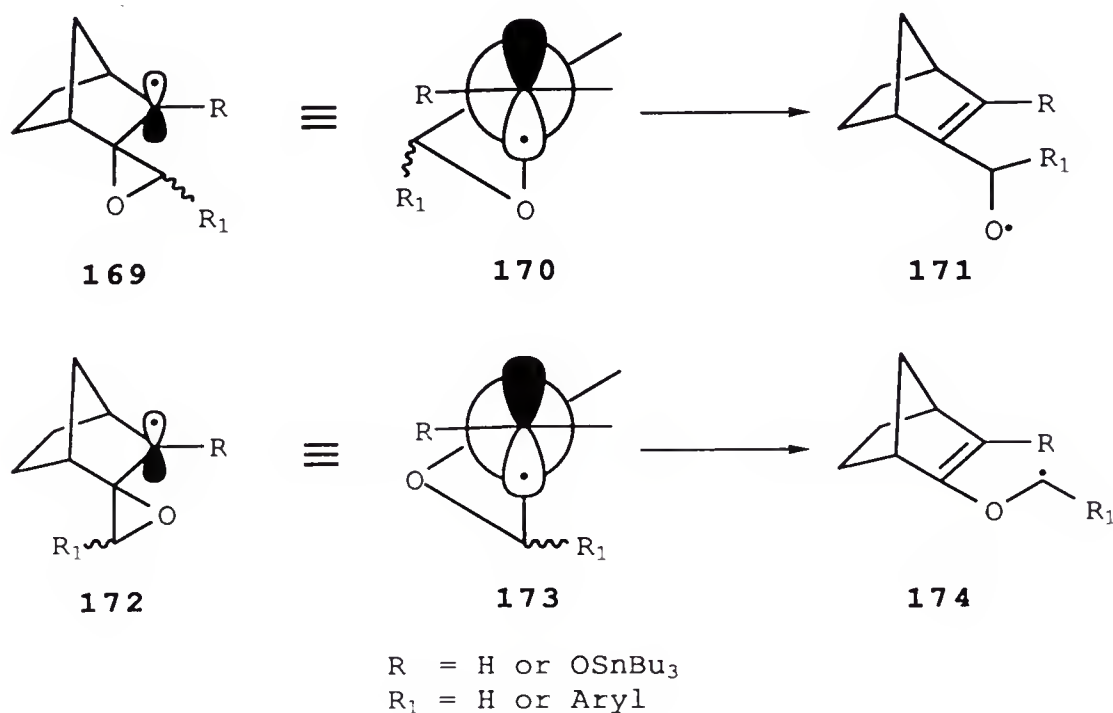 R
O
R₁
169
≡
R
R₁
O
170
R
R₁
O•
171
R
O
R₁
172
≡
R
O
R₁
173
R
O
R₁
174
R = H or OSnBu₃
R₁ = H or Aryl